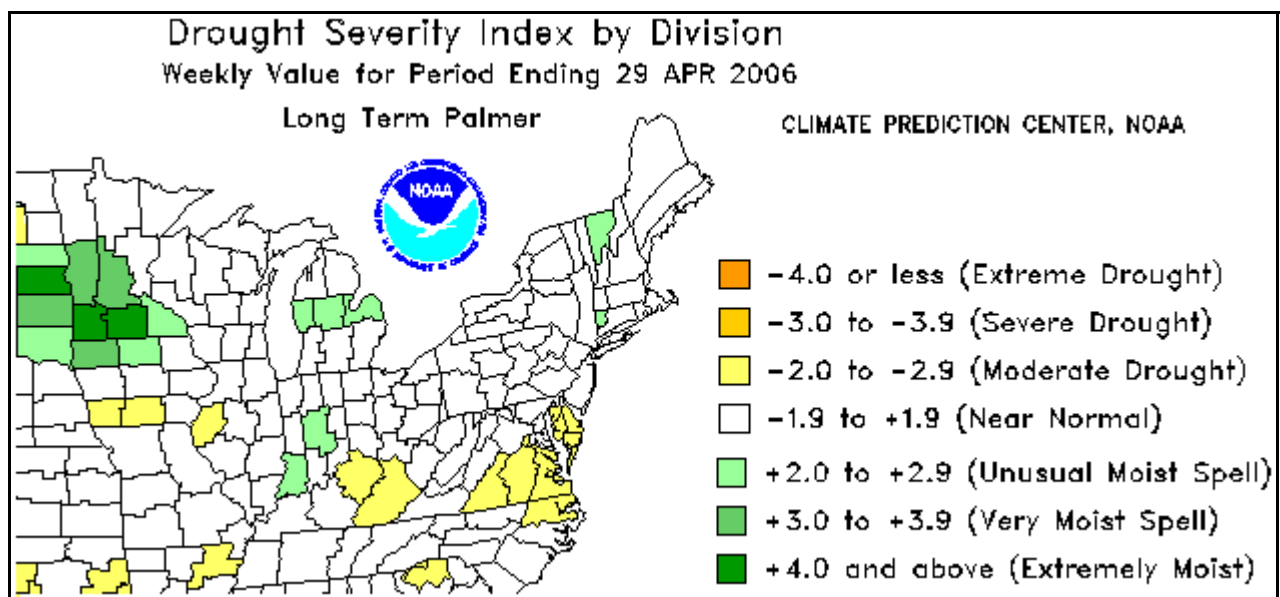 Drought Severity Index by Division
Weekly Value for Period Ending 29 APR 2006
Long Term Palmer
CLIMATE PREDICTION CENTER, NOAA
NOAA
-4.0 or less (Extreme Drought)
-3.0 to -3.9 (Severe Drought)
-2.0 to -2.9 (Moderate Drought)
-1.9 to +1.9 (Near Normal)
+2.0 to +2.9 (Unusual Moist Spell)
+3.0 to +3.9 (Very Moist Spell)
+4.0 and above (Extremely Moist)